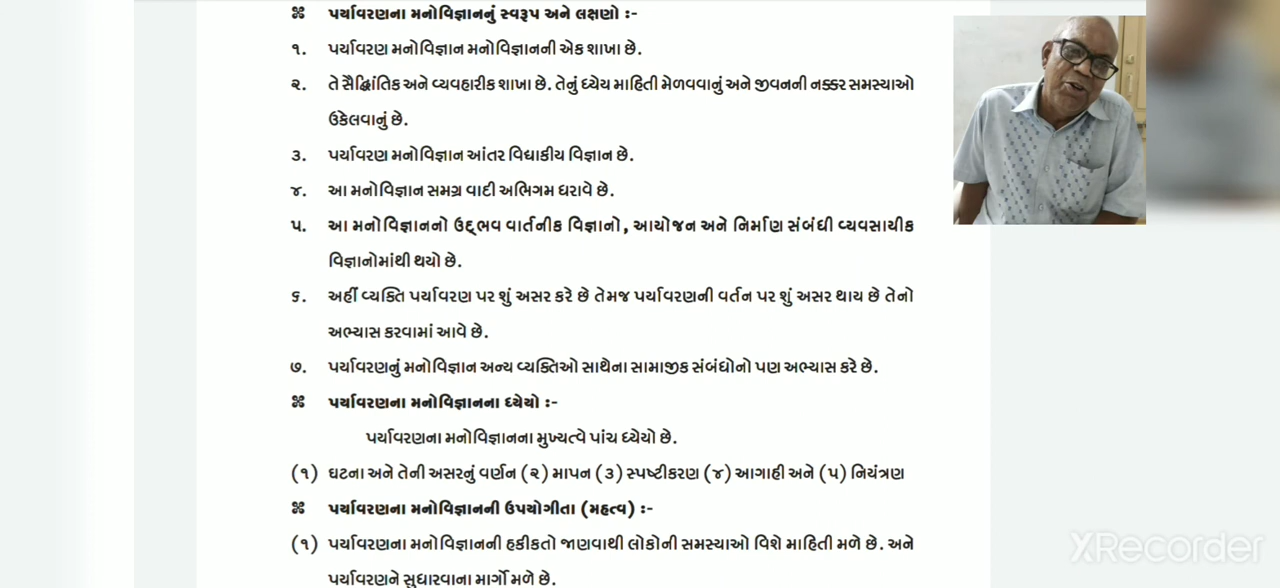 ⌘ પર્યાવરણના મનોવિજ્ઞાનનું સ્વરૂપ અને લક્ષણો :-
૧. પર્યાવરણ મનોવિજ્ઞાન મનોવિજ્ઞાનની એક શાખા છે.
૨. તે સૈદ્ધાંતિક અને વ્યવહારીક શાખા છે. તેનું ધ્યેય માહિતી મેળવવાનું અને જીવનની નક્કર સમસ્યાઓ
ઉકેલવાનું છે.
૩. પર્યાવરણ મનોવિજ્ઞાન આંતર વિદ્યાકીય વિજ્ઞાન છે.
૪. આ મનોવિજ્ઞાન સમગ્ર વાદી અભિગમ ધરાવે છે.
૫. આ મનોવિજ્ઞાનનો ઉદ્ભવ વાર્તનીક વિજ્ઞાનો, આયોજન અને નિર્માણ સંબંધી વ્યવસાયીક
વિજ્ઞાનોમાંથી થયો છે.
૬. અહીં વ્યક્તિ પર્યાવરણ પર શું અસર કરે છે તેમજ પર્યાવરણની વર્તન પર શું અસર થાય છે તેનો
અભ્યાસ કરવામાં આવે છે.
૭. પર્યાવરણનું મનોવિજ્ઞાન અન્ય વ્યક્તિઓ સાથેના સામાજીક સંબંધોનો પણ અભ્યાસ કરે છે.
⌘ પર્યાવરણના મનોવિજ્ઞાનના ધ્યેયો :-
પર્યાવરણના મનોવિજ્ઞાનના મુખ્યત્વે પાંચ ધ્યેયો છે.
(૧) ઘટના અને તેની અસરનું વર્ણન (૨) માપન (૩) સ્પષ્ટીકરણ (૪) આગાહી અને (૫) નિયંત્રણ
⌘ પર્યાવરણના મનોવિજ્ઞાનની ઉપયોગીતા (મહત્વ) :-
(૧) પર્યાવરણના મનોવિજ્ઞાનની હકીકતો જાણવાથી લોકોની સમસ્યાઓ વિશે માહિતી મળે છે. અને
પર્યાવરણને સુધારવાના માર્ગો મળે છે.
XRecorder